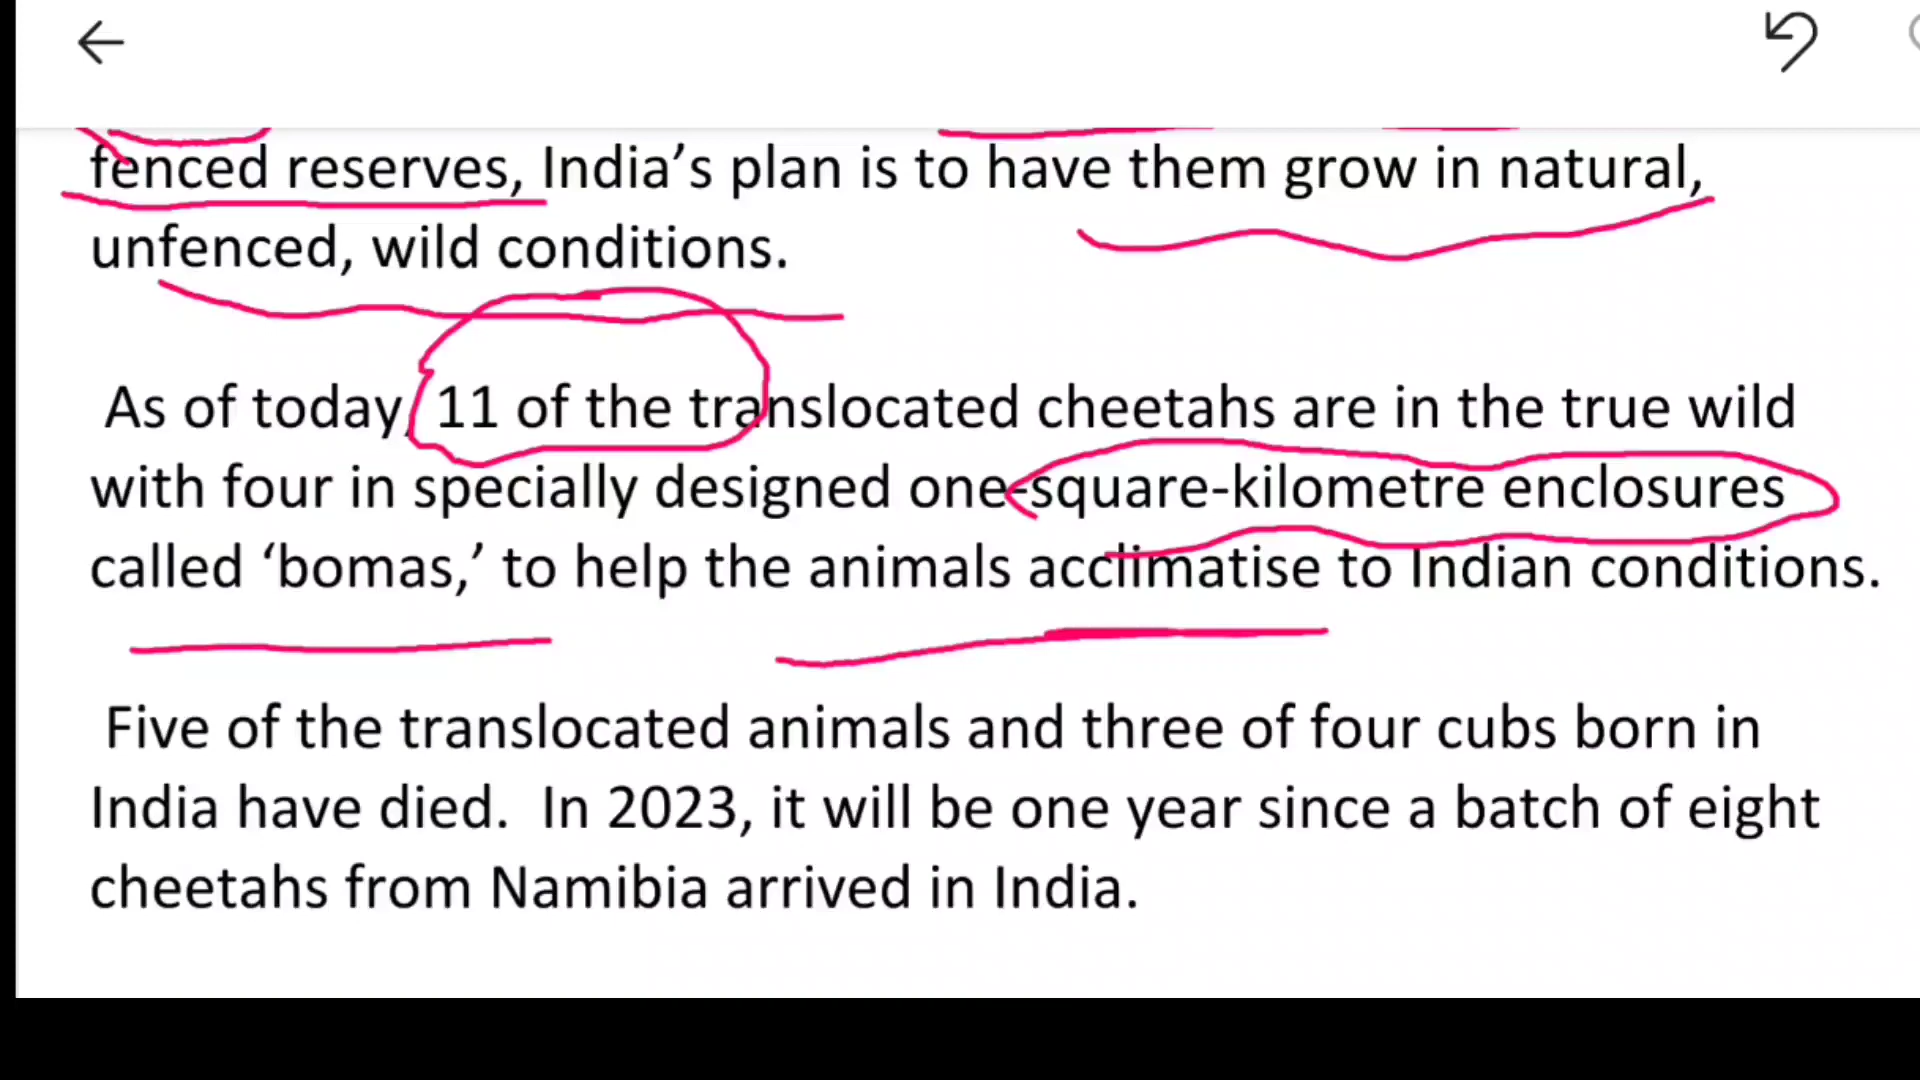 fenced reserves, India’s plan is to have them grow in natural,
unfenced, wild conditions.
As of today, 11 of the translocated cheetahs are in the true wild
with four in specially designed one-square-kilometre enclosures
called ‘bomas,’ to help the animals acclimatise to Indian conditions.
Five of the translocated animals and three of four cubs born in
India have died. In 2023, it will be one year since a batch of eight
cheetahs from Namibia arrived in India.